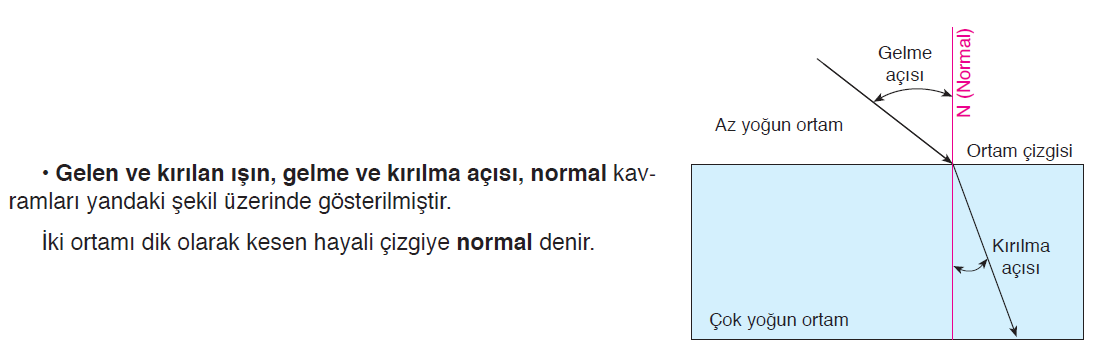 • Gelen ve kırılan ışın, gelme ve kırılma açısı, normal kav-
ramları yandaki şekil üzerinde gösterilmiştir.
İki ortamı dik olarak kesen hayali çizgiye normal denir.
Gelme
açısı
N (Normal)
Az yoğun ortam
Ortam çizgisi
Kırılma
açısı
Çok yoğun ortam